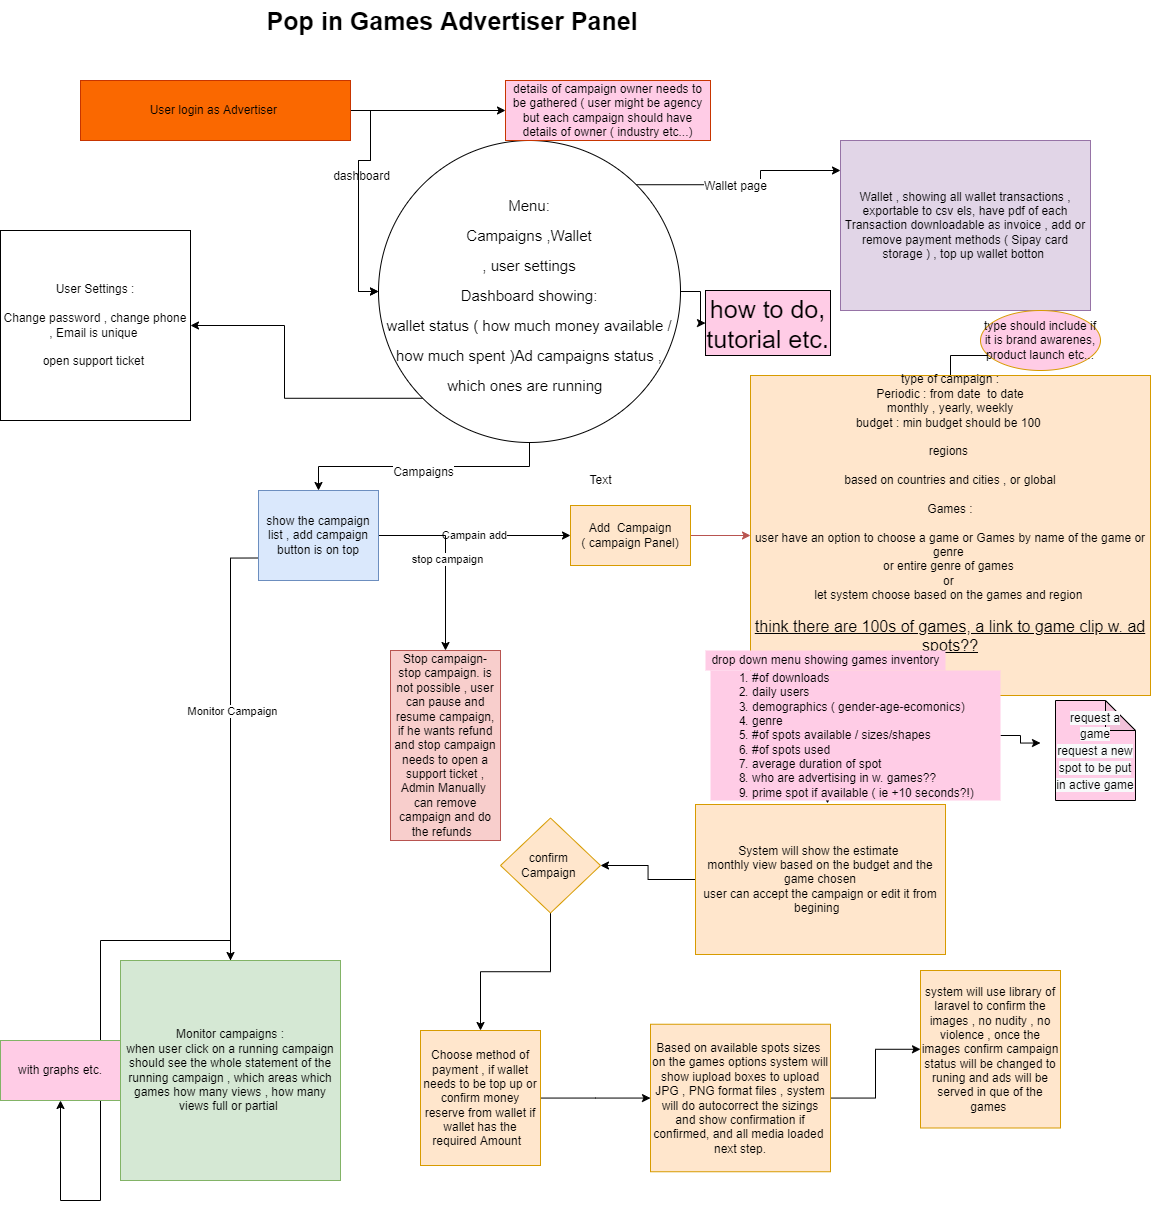 Pop in Games Advertiser Panel
User login as Advertiser
details of campaign owner needs to
be gathered ( user might be agency
but each campaign should have
details of owner ( industry etc...)
dashboard
Menu:
Campaigns ,Wallet
, user settings
Dashboard showing:
wallet status ( how much money available /
how much spent )Ad campaigns status ,
which ones are running
Wallet page
Wallet , showing all wallet transactions ,
exportable to csv els, have pdf of each
Transaction downloadable as invoice , add or
remove payment methods ( Sipay card
storage ) , top up wallet botton
User Settings :
Change password , change phone
, Email is unique
open support ticket
how to do,
tutorial etc.
type should include if
it is brand awarenes,
product launch etc...
type of campaign :
Periodic : from date  to date
monthly , yearly, weekly
budget : min budget should be 100
regions
based on countries and cities , or global
Games :
user have an option to choose a game or Games by name of the game or
genre
or entire genre of games
or
let system choose based on the games and region
think there are 100s of games, a link to game clip w. ad
spots??
Campaigns
Text
show the campaign
list , add campaign
button is on top
Campain add
stop campaign
Add  Campaign
( campaign Panel)
Stop campaign-
stop campaign. is
not possible , user
can pause and
resume campaign,
if he wants refund
and stop campaign
needs to open a
support ticket ,
Admin Manually
can remove
campaign and do
the refunds
drop down menu showing games inventory
1. #of downloads
2. daily users
3. demographics ( gender-age-ecomonics)
4. genre
5. #of spots available / sizes/shapes
6. #of spots used
7. average duration of spot
8. who are advertising in w. games??
9. prime spot if available ( ie +10 seconds?!)
request a
game
request a new
spot to be put
in active game
Monitor Campaign
confirm
Campaign
System will show the estimate
monthly view based on the budget and the
game chosen
user can accept the campaign or edit it from
begining
Monitor campaigns :
when user click on a running campaign
should see the whole statement of the
running campaign , which areas which
games how many views , how many
views full or partial
with graphs etc.
Choose method of
payment , if wallet
needs to be top up or
confirm money
reserve from wallet if
wallet has the
required Amount
Based on available spots sizes
on the games options system will
show iupload boxes to upload
JPG , PNG format files , system
will do autocorrect the sizings
and show confirmation if
confirmed, and all media loaded
next step.
system will use library of
laravel to confirm the
images , no nudity , no
violence , once the
images confirm campaign
status will be changed to
runing and ads will be
served in que of the
games